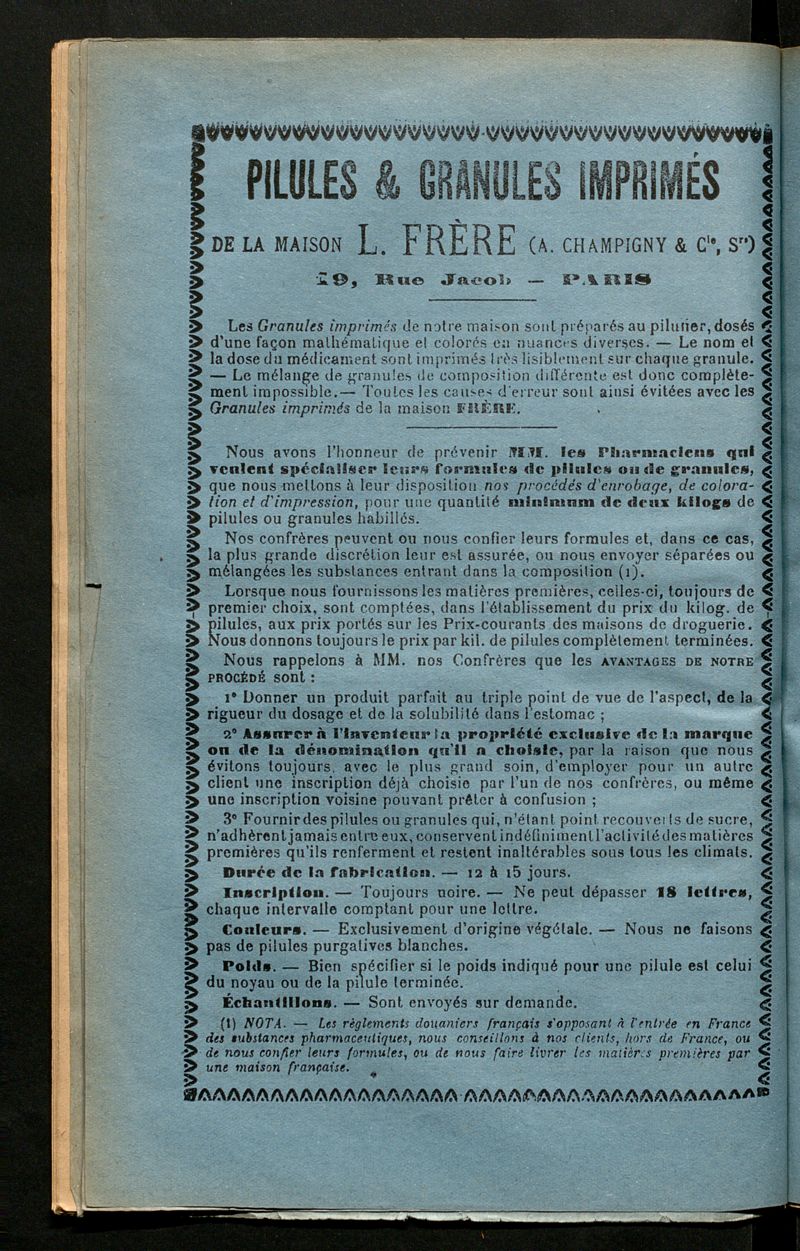 PILULES & GRANULES IMPRIMÉS
DE LA MAISON L. FRÈRE (A. CHAMPIGNY & Cie, Srs)
19, Rue Jacob — PARIS
Les Granules imprimés de notre maison sont préparés au pilulier, dosés
d'une façon mathématique et colorés en nuances diverses. — Le nom et
la dose du médicament sont imprimés très lisiblement sur chaque granule.
— Le mélange de granules de composition différente est donc complète-
ment impossible. — Toutes les causes d'erreur sont ainsi évitées avec les
Granules imprimés de la maison FRÈRE.
Nous avons l'honneur de prévenir MM. les Pharmaciens qui
veulent spécialiser leurs formules de pilules ou de granules,
que nous mettons à leur disposition nos procédés d'enrobage, de colora-
tion et d'impression, pour une quantité minimum de deux kilogs de
pilules ou granules habillés.
Nos confrères peuvent ou nous confier leurs formules et, dans ce cas,
la plus grande discrétion leur est assurée, ou nous envoyer séparées ou
mélangées les substances entrant dans la composition (1).
Lorsque nous fournissons les matières premières, celles-ci, toujours de
premier choix, sont comptées, dans l'établissement du prix du kilog. de
pilules, aux prix portés sur les Prix-courants des maisons de droguerie.
Nous donnons toujours le prix par kil. de pilules complètement terminées.
Nous rappelons à MM. nos Confrères que les AVANTAGES DE NOTRE
PROCÉDÉ sont :
1° Donner un produit parfait au triple point de vue de l'aspect, de la
rigueur du dosage et de la solubilité dans l'estomac ;
2° Assurer à l'Inventeur la propriété exclusive de la marque
ou de la dénomination qu'il a choisie, par la raison que nous
évitons toujours, avec le plus grand soin, d'employer pour un autre
client une inscription déjà choisie par l'un de nos confrères, ou même
une inscription voisine pouvant prêter à confusion ;
3° Fournir des pilules ou granules qui, n'étant point recouverts de sucre,
n'adhèrent jamais entre eux, conservent indéfiniment l'activité des matières
premières qu'ils renferment et restent inaltérables sous tous les climats.
Durée de la fabrication. — 12 à 15 jours.
Inscription. — Toujours noire. — Ne peut dépasser 18 lettres,
chaque intervalle comptant pour une lettre.
Couleurs. — Exclusivement d'origine végétale. — Nous ne faisons
pas de pilules purgatives blanches.
Poids. — Bien spécifier si le poids indiqué pour une pilule est celui
du noyau ou de la pilule terminée.
Échantillons. — Sont envoyés sur demande.
(1) NOTA. — Les règlements douaniers français s'opposant à l'entrée en France
des substances pharmaceutiques, nous conseillons à nos clients, hors de France, ou
de nous confier leurs formules, ou de nous faire livrer les matières premières par
une maison française.